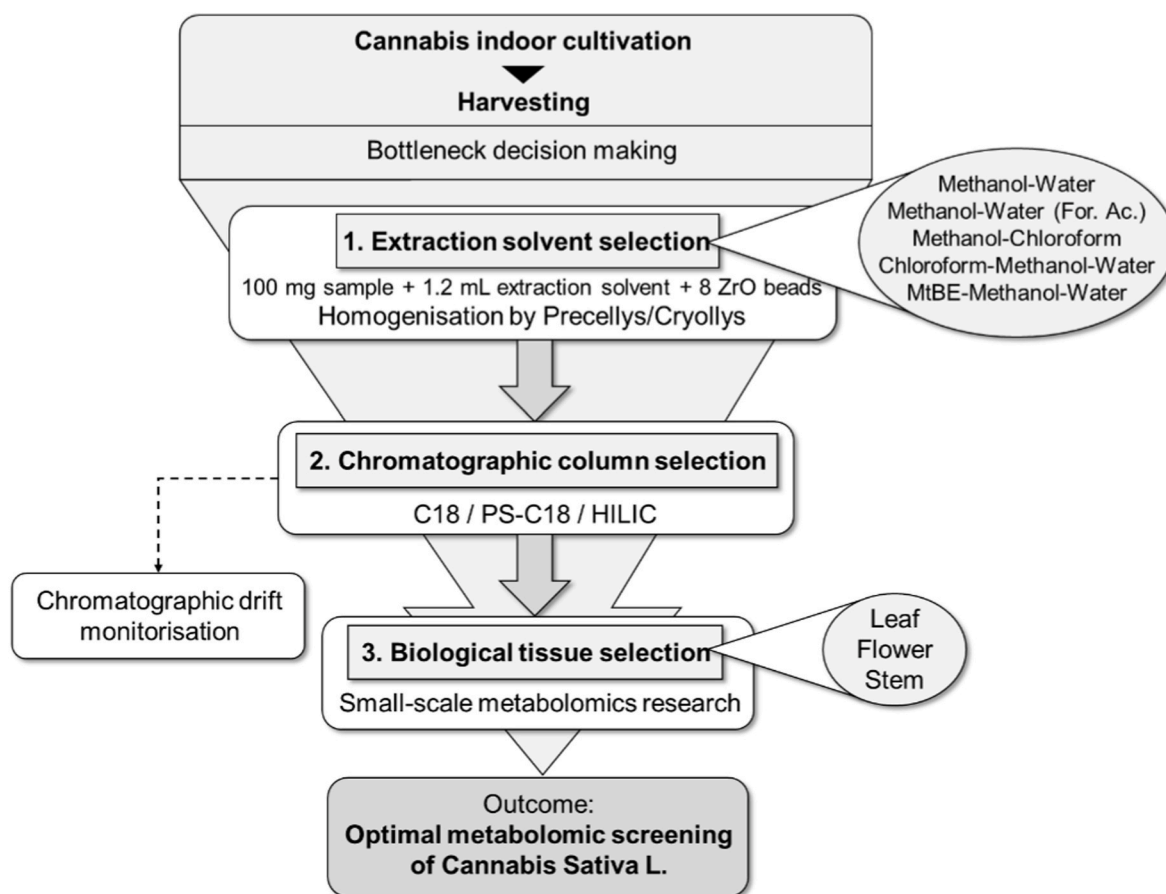 Cannabis indoor cultivation
Harvesting
Bottleneck decision making
1. Extraction solvent selection
100 mg sample + 1.2 mL extraction solvent + 8 ZrO beads
Homogenisation by Precellys/Cryollys
Methanol-Water
Methanol-Water (For. Ac.)
Methanol-Chloroform
Chloroform-Methanol-Water
MtBE-Methanol-Water
2. Chromatographic column selection
C18 / PS-C18 / HILIC
Chromatographic drift
monitorisation
3. Biological tissue selection
Small-scale metabolomics research
Leaf
Flower
Stem
Outcome:
Optimal metabolomic screening
of Cannabis Sativa L.